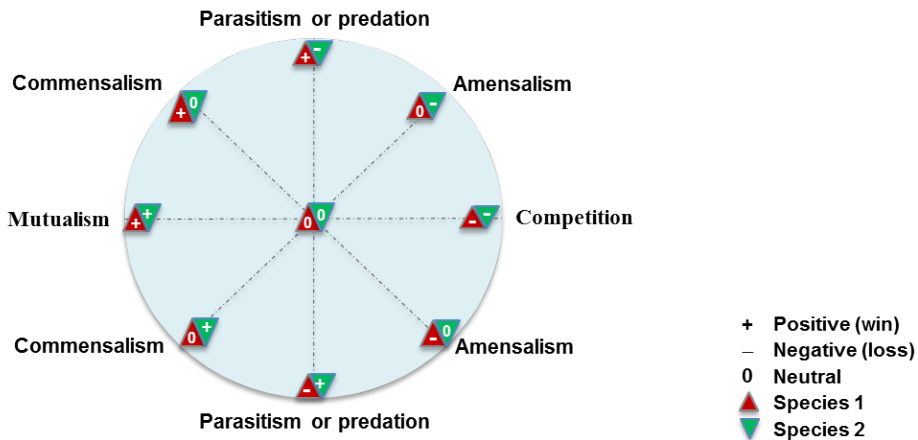 Parasitism or predation
+ -
Commensalism
+ 0
Amensalism
0 -
Mutualism
+ +
0 0
Competition
- -
Commensalism
0 +
Amensalism
- 0
- +
Parasitism or predation
+ Positive (win)
– Negative (loss)
0 Neutral
Species 1
Species 2